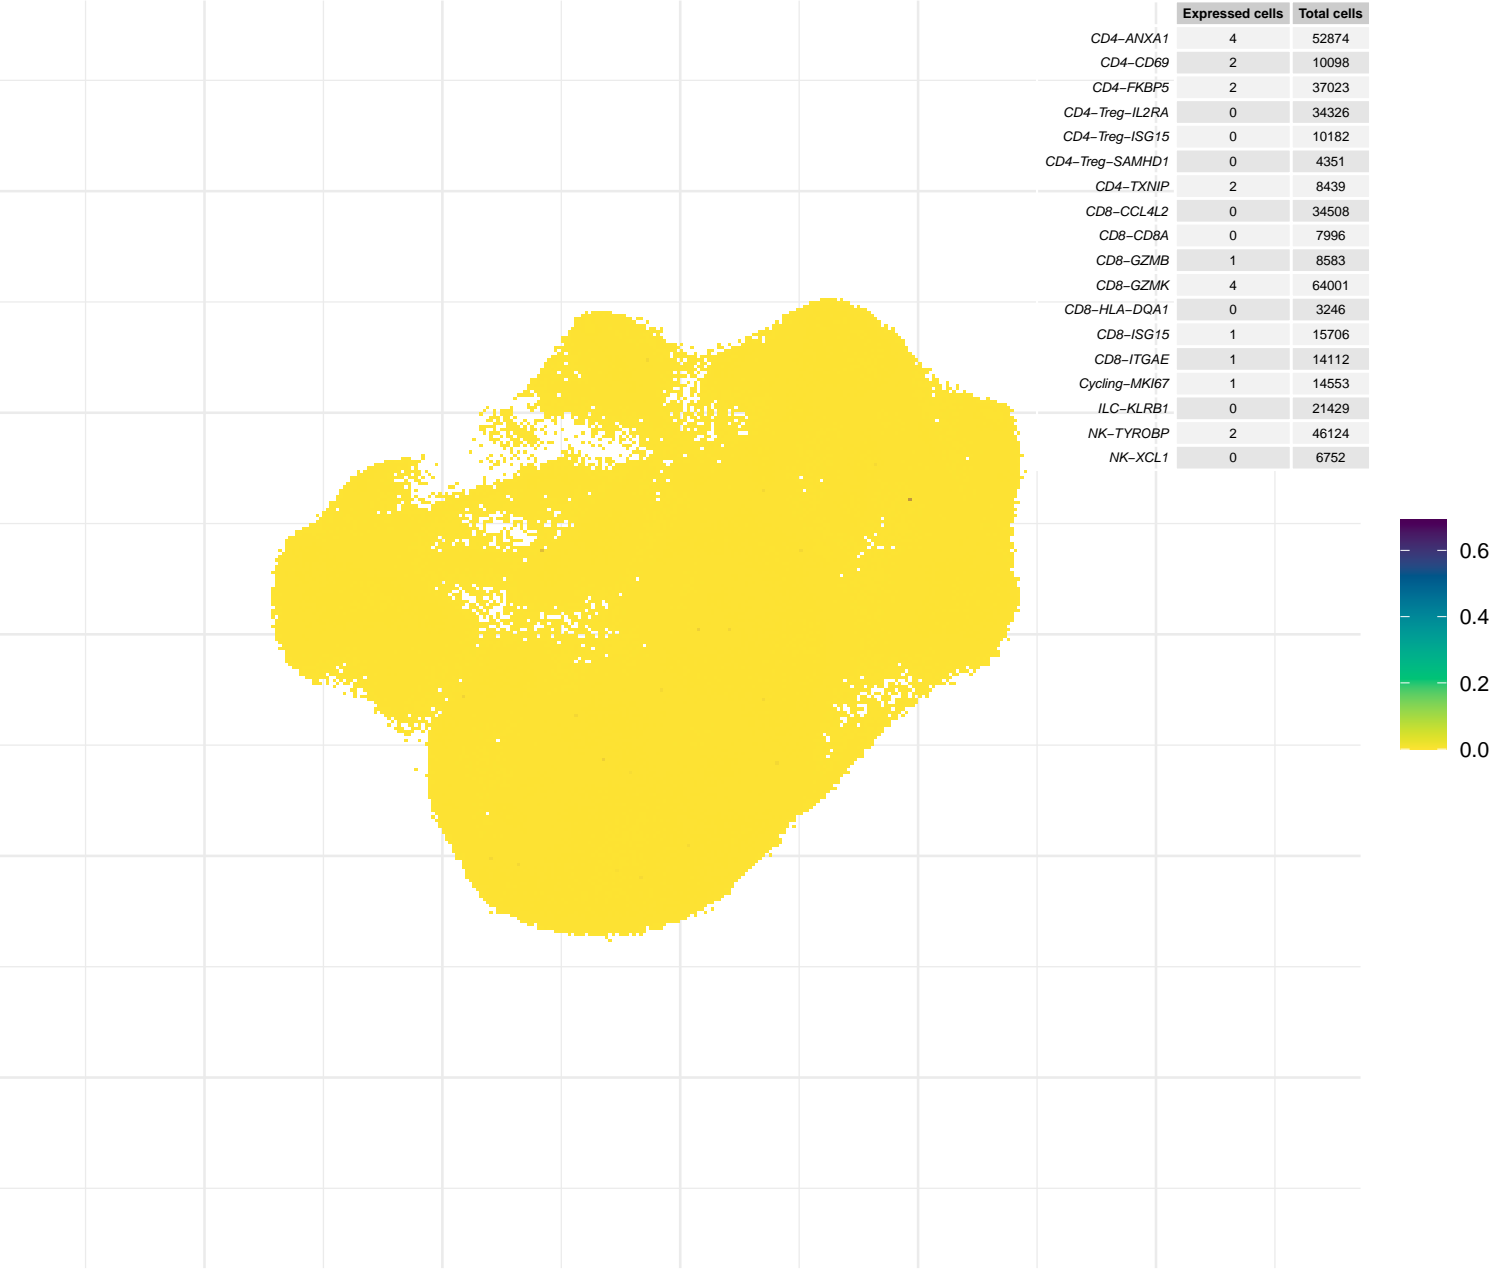 Expressed cells Total cells
CD4−ANXA1 4 52874
CD4−CD69 2 10098
CD4−FKBP5 2 37023
CD4−Treg−IL2RA 0 34326
CD4−Treg−ISG15 0 10182
CD4−Treg−SAMHD1 0 4351
CD4−TXNIP 2 8439
CD8−CCL4L2 0 34508
CD8−CD8A 0 7996
CD8−GZMB 1 8583
CD8−GZMK 4 64001
CD8−HLA−DQA1 0 3246
CD8−ISG15 1 15706
CD8−ITGAE 1 14112
Cycling−MKI67 1 14553
ILC−KLRB1 0 21429
NK−TYROBP 2 46124
NK−XCL1 0 6752
0.6
0.4
0.2
0.0